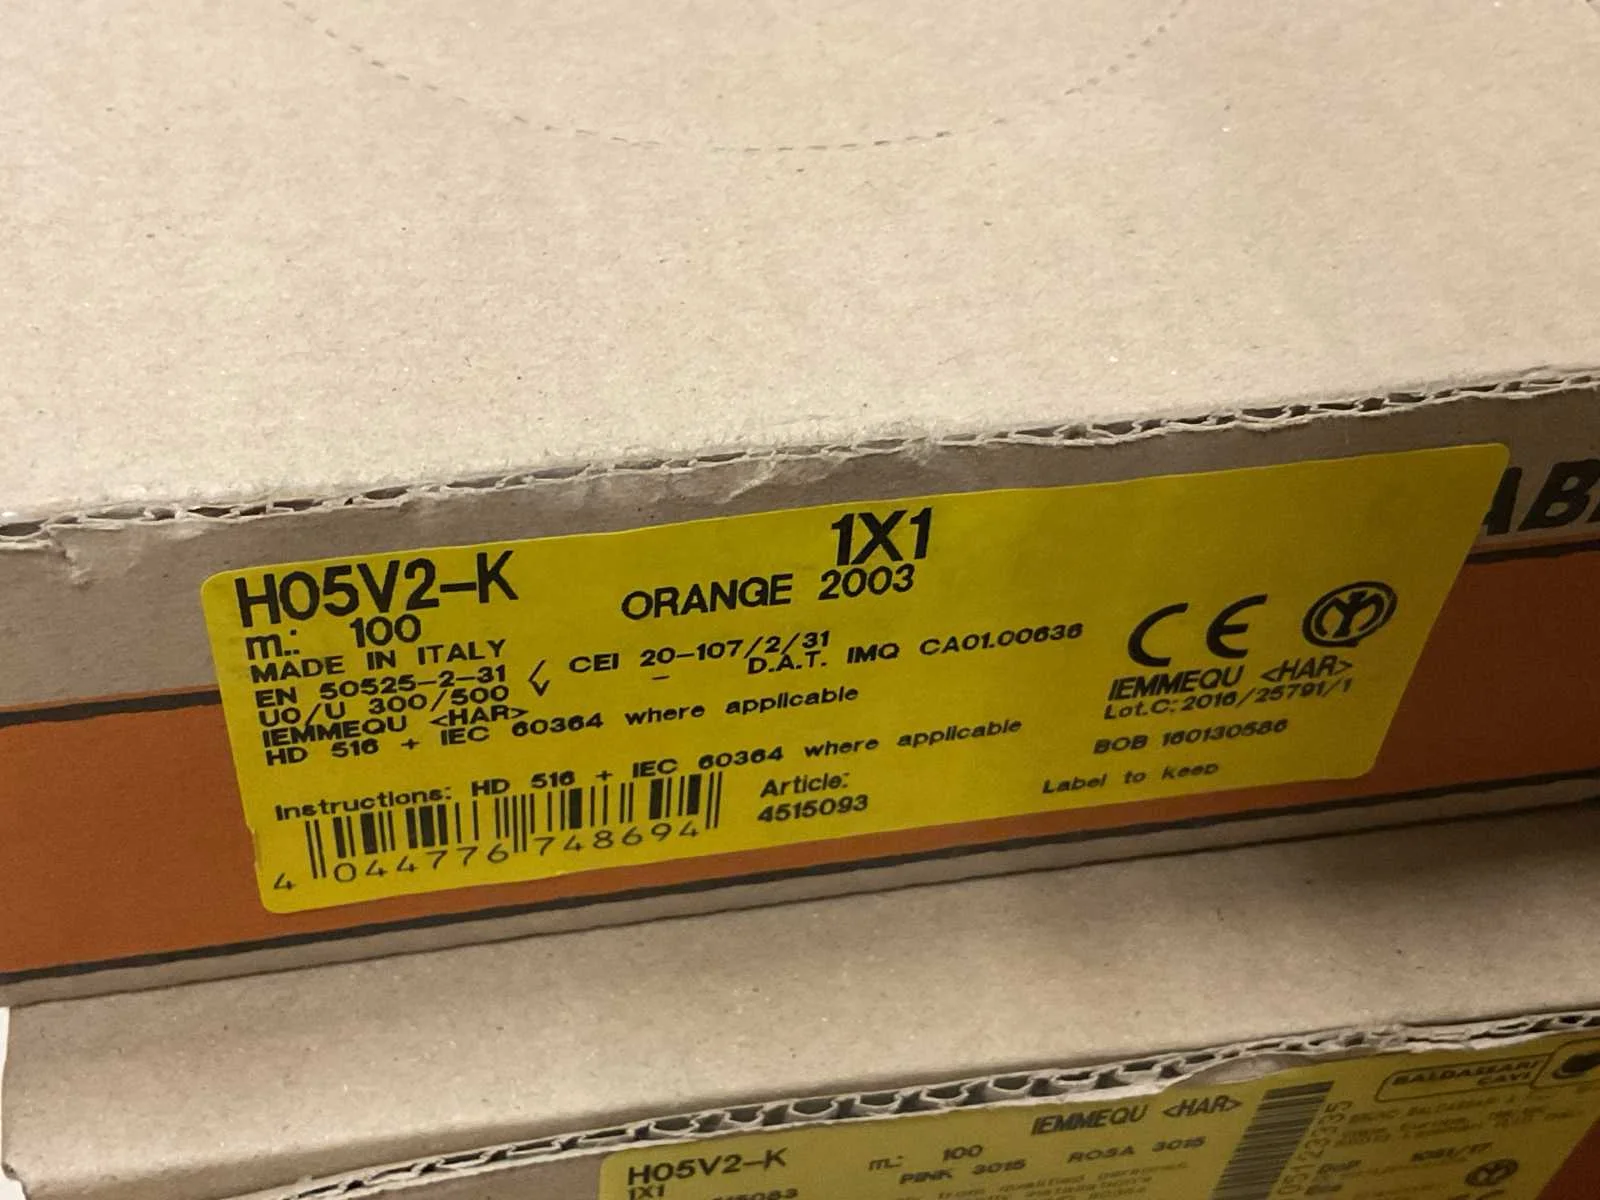 H05V2-K
1X1
m.: 100
ORANGE 2003
MADE IN ITALY
EN 50525-2-31 / CEI 20-107/2/31
U0/U 300/500 V - D.A.T. IMQ CA01.00636
IEMMEQU <HAR>
HD 516 + IEC 60364 where applicable
Instructions: HD 516 + IEC 60364 where applicable
4 044776 748694
Article:
4515093
CE
IEMMEQU <HAR>
Lot.C: 2016/25791/1
BOB 160130586
Label to keep
H05V2-K
1X1
m.: 100
IEMMEQU <HAR>
PINK 3015 ROSA 3015
BALDASSARI
CAVI
DoP 1051/17